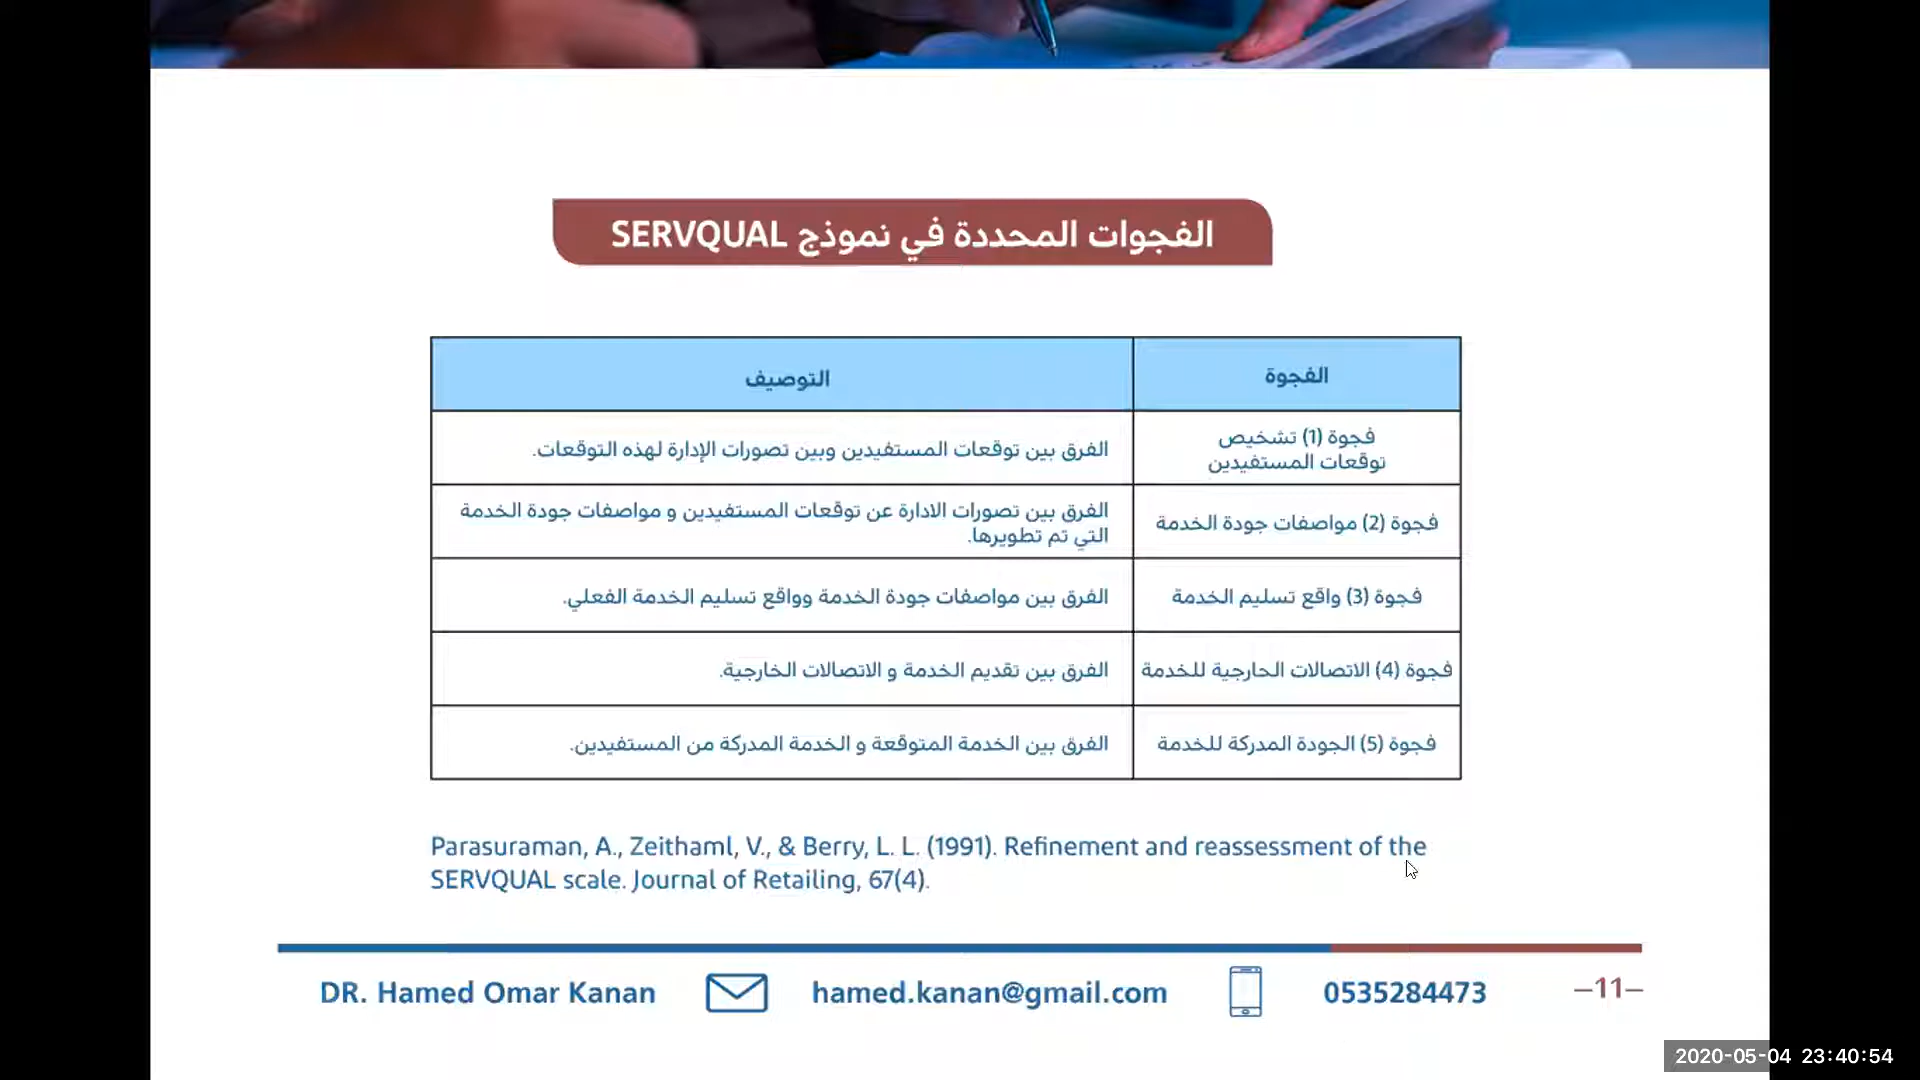 الفجوات المحددة في نموذج SERVQUAL
الفجوة
التوصيف
فجوة (1) تشخيص
توقعات المستفيدين
الفرق بين توقعات المستفيدين وبين تصورات الإدارة لهذه التوقعات.
فجوة (2) مواصفات جودة الخدمة
الفرق بين تصورات الادارة عن توقعات المستفيدين و مواصفات جودة الخدمة
التي تم تطويرها.
فجوة (3) واقع تسليم الخدمة
الفرق بين مواصفات جودة الخدمة وواقع تسليم الخدمة الفعلي.
فجوة (4) الاتصالات الحارجية للخدمة
الفرق بين تقديم الخدمة و الاتصالات الخارجية.
فجوة (5) الجودة المدركة للخدمة
الفرق بين الخدمة المتوقعة و الخدمة المدركة من المستفيدين.
Parasuraman, A., Zeithaml, V., & Berry, L. L. (1991). Refinement and reassessment of the
SERVQUAL scale. Journal of Retailing, 67(4).
DR. Hamed Omar Kanan
hamed.kanan@gmail.com
0535284473
–11–
2020-05-04 23:40:54